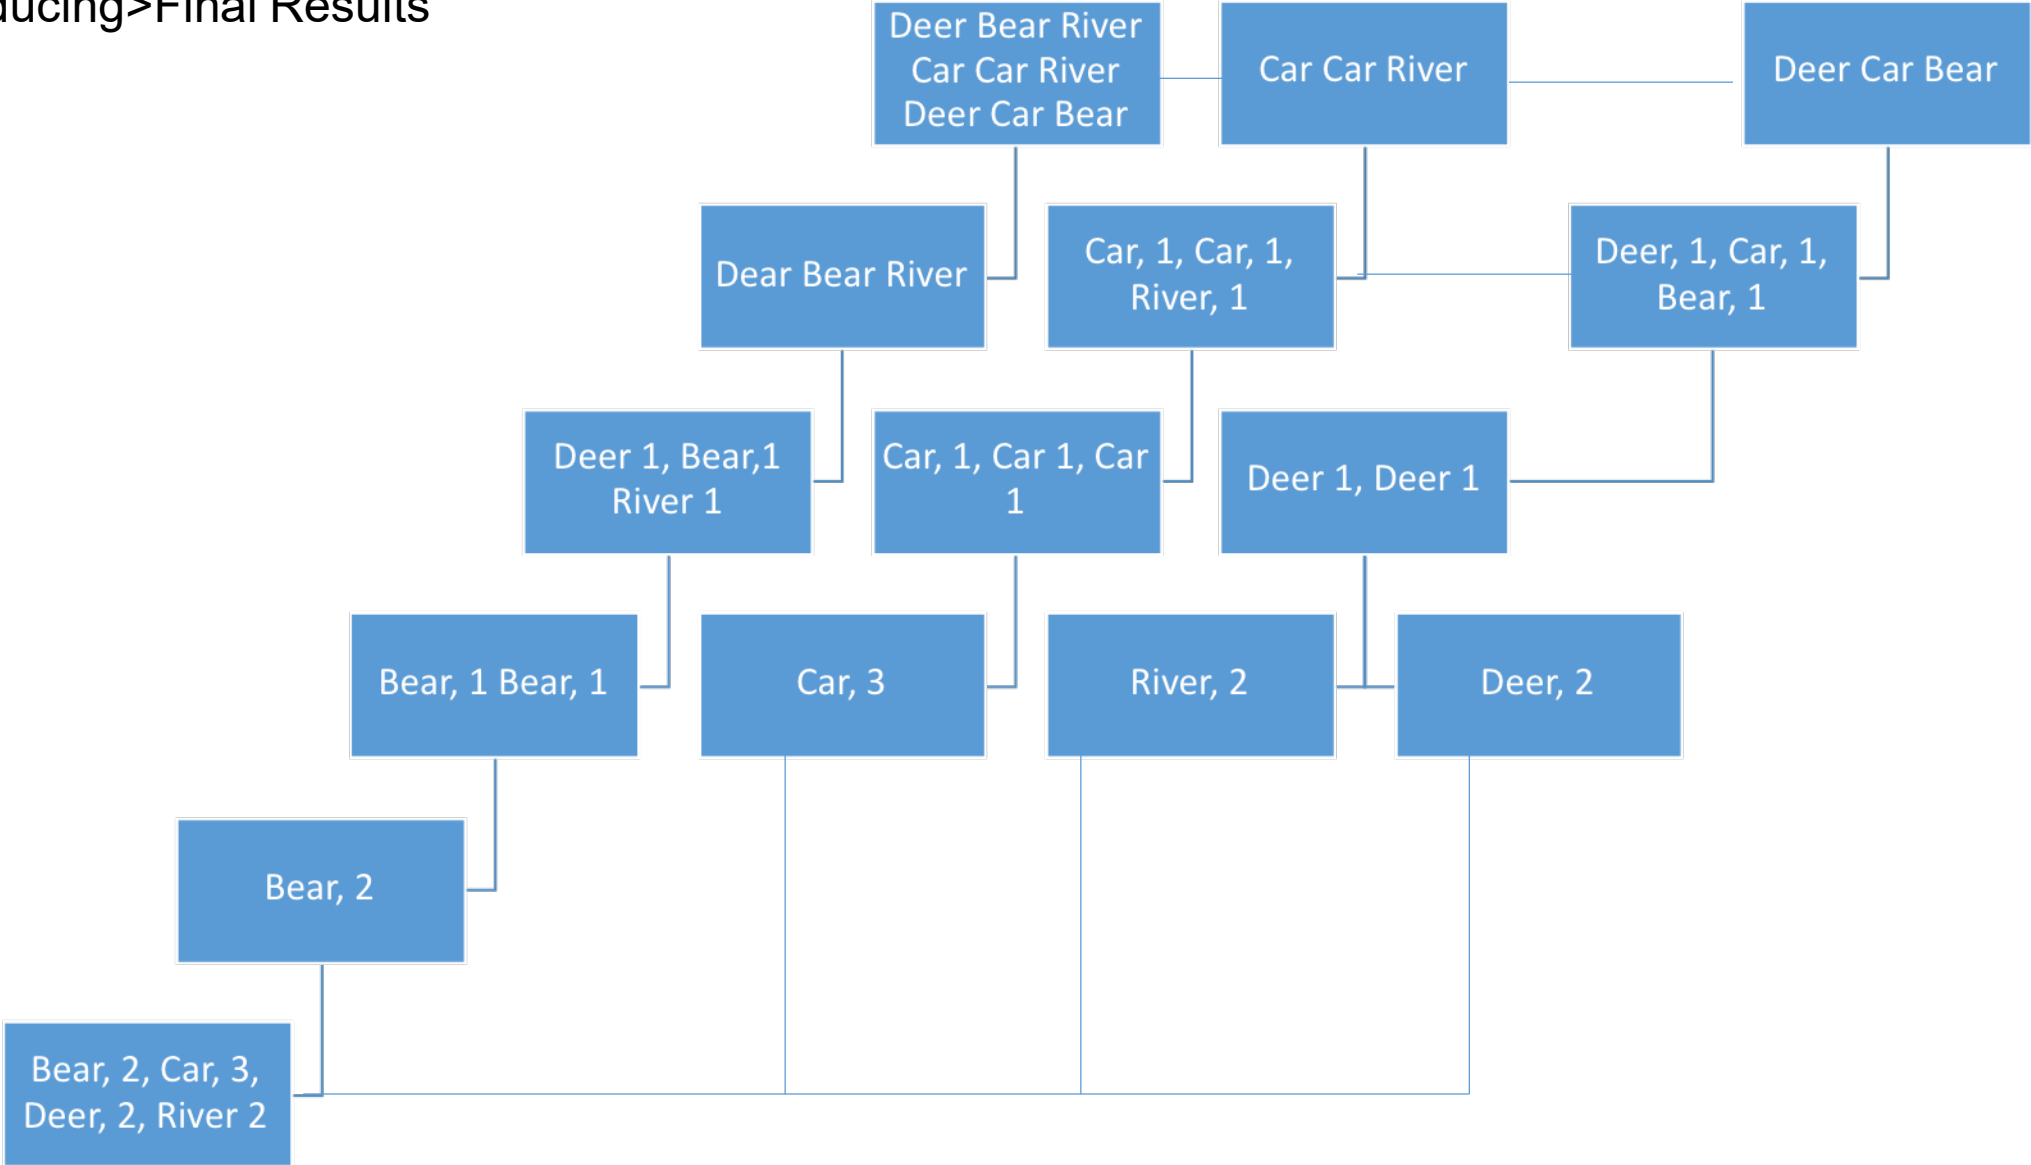 ducing>Final Results
Deer Bear River
Car Car River
Deer Car Bear
Car Car River
Deer Car Bear
Dear Bear River
Car, 1, Car, 1,
River, 1
Deer, 1, Car, 1,
Bear, 1
Deer 1, Bear,1
River 1
Car, 1, Car 1, Car
1
Deer 1, Deer 1
Bear, 1 Bear, 1
Car, 3
River, 2
Deer, 2
Bear, 2
Bear, 2, Car, 3,
Deer, 2, River 2